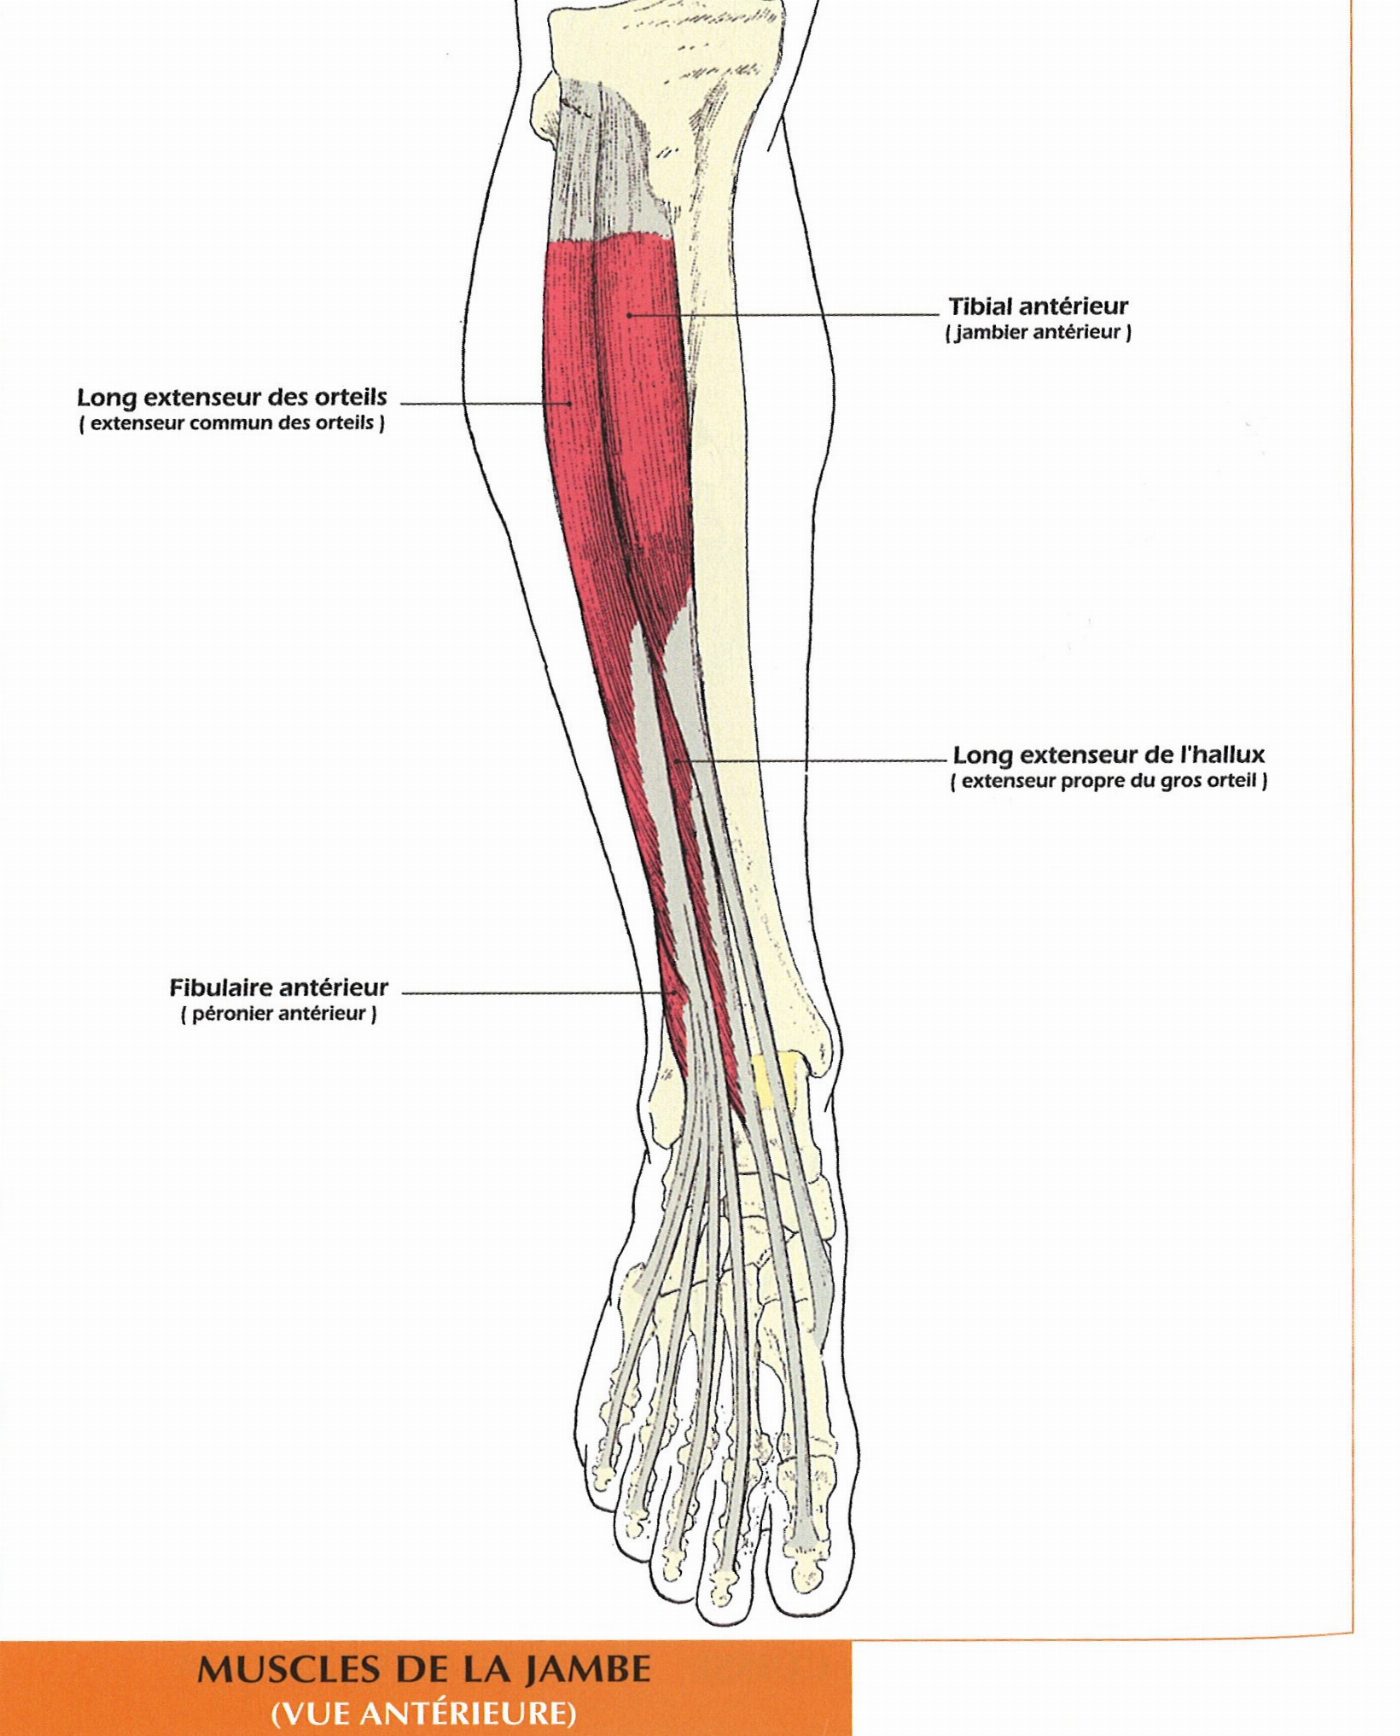 Tibial antérieur
( jambier antérieur )
Long extenseur des orteils
( extenseur commun des orteils )
Long extenseur de l'hallux
( extenseur propre du gros orteil )
Fibulaire antérieur
( péronier antérieur )
MUSCLES DE LA JAMBE
(VUE ANTÉRIEURE)